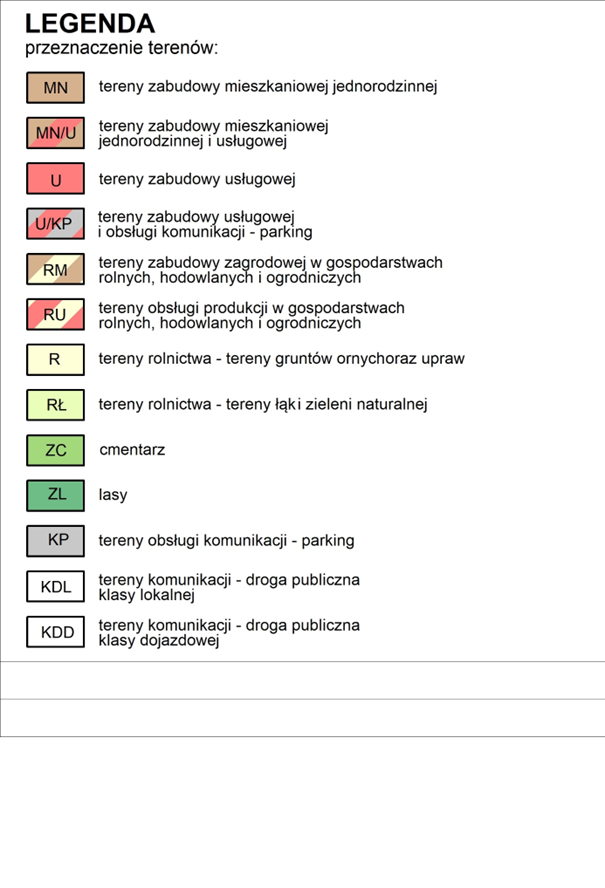 LEGENDA
przeznaczenie terenów:
MN tereny zabudowy mieszkaniowej jednorodzinnej
MN/U tereny zabudowy mieszkaniowej
jednorodzinnej i usługowej
U tereny zabudowy usługowej
U/KP tereny zabudowy usługowej
i obsługi komunikacji - parking
RM tereny zabudowy zagrodowej w gospodarstwach
rolnych, hodowlanych i ogrodniczych
RU tereny obsługi produkcji w gospodarstwach
rolnych, hodowlanych i ogrodniczych
R tereny rolnictwa - tereny gruntów ornychoraz upraw
RŁ tereny rolnictwa - tereny łąk i zieleni naturalnej
ZC cmentarz
ZL lasy
KP tereny obsługi komunikacji - parking
KDL tereny komunikacji - droga publiczna
klasy lokalnej
KDD tereny komunikacji - droga publiczna
klasy dojazdowej